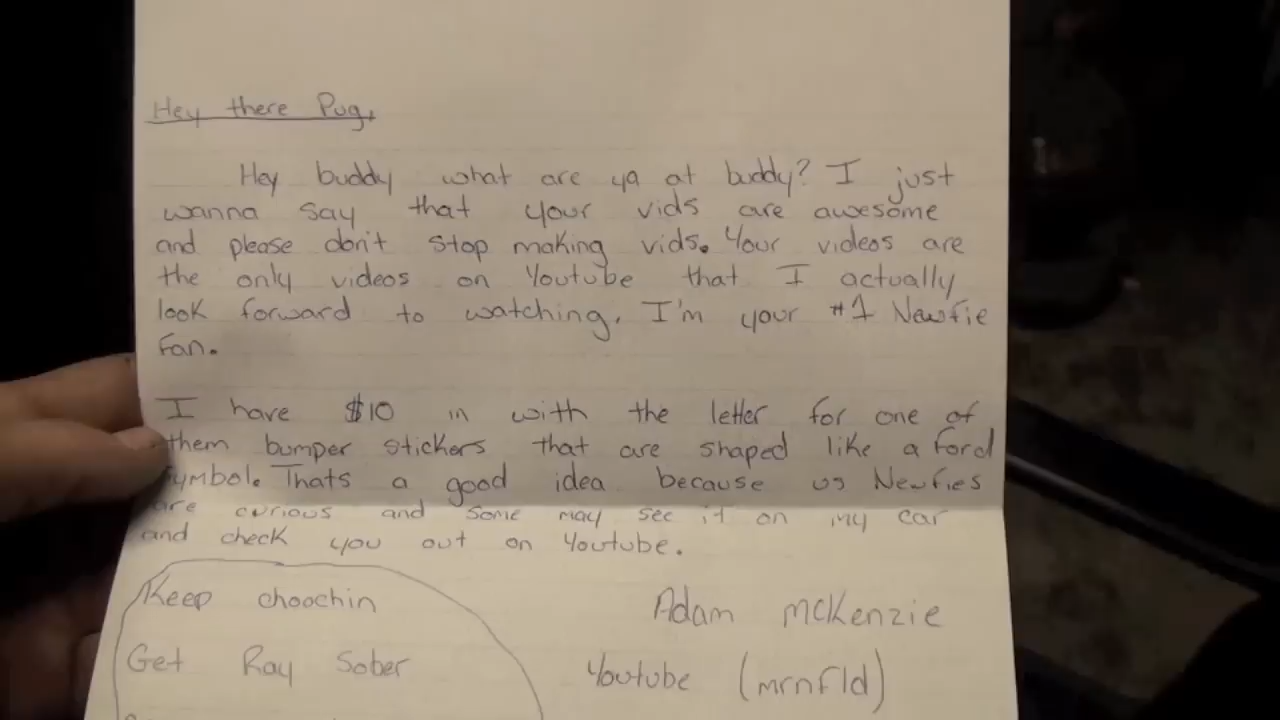 Hey there Pug,
Hey buddy what are ya at buddy? I just
wanna say that your vids are awesome
and please don't stop making vids. Your videos are
the only videos on Youtube that I actually
look forward to watching. I'm your #1 Newfie
Fan.
I have $10 in with the letter for one of
them bumper stickers that are shaped like a Ford
symbol. Thats a good idea because us Newfies
are curious and some may see it on my car
and check you out on Youtube.
Keep choochin
Adam McKenzie
Get Ray Sober
Youtube (mrnfld)